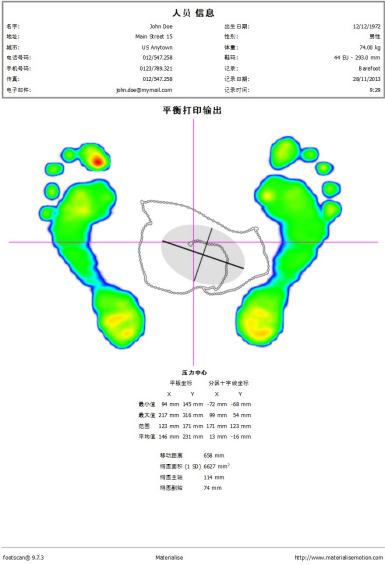 人员 信息
名字: John Doe 出生日期: 12/12/1972
地址: Main Street 15 性别: 男性
城市: US Anytown 体重: 74.00 kg
电话号码: 012/547.258 鞋码: 44 EU - 293.0 mm
手机号码: 0123/789.321 记录: Barefoot
传真: 012/547.258 记录日期: 28/11/2013
电子邮件: john.doe@mymail.com 记录时间: 9:29
平衡打印输出
压力中心
平板坐标 分区十字线坐标
X Y X Y
最小值 94 mm 145 mm -72 mm -68 mm
最大值 217 mm 316 mm 99 mm 54 mm
范围 123 mm 171 mm 171 mm 123 mm
平均值 146 mm 231 mm 13 mm -16 mm
移动距离 658 mm
椭圆面积 (1 SD) 6627 mm²
椭圆主轴 114 mm
椭圆副轴 74 mm
footscan® 9.7.3 Materialise http://www.materialisemotion.com